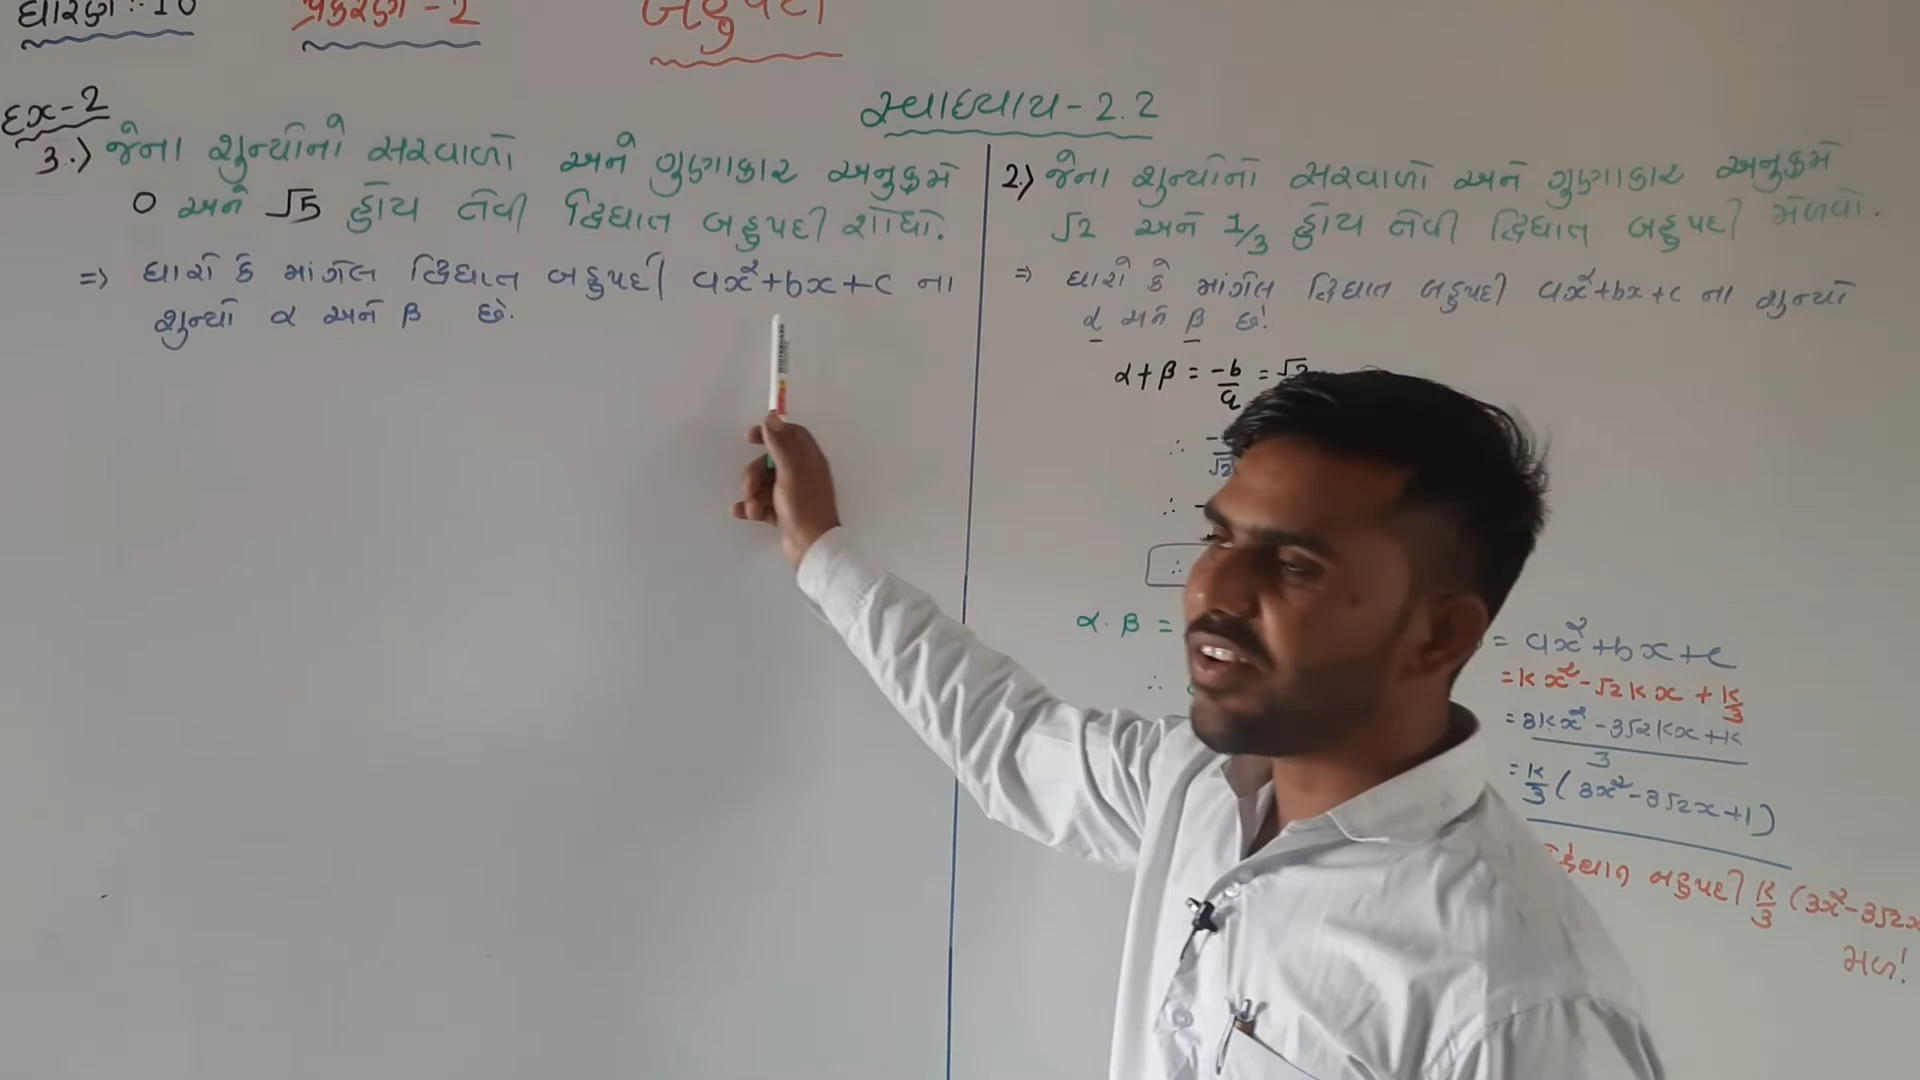 ધોરણ :- 10 પ્રકરણ - 2 બહુપદી
સ્વાધ્યાય - 2.2
Ex-2
3.) જેના શુન્યોનો સરવાળો અને ગુણાકાર અનુક્રમે
0 અને √5 હોય તેવી દ્વિઘાત બહુપદી શોધો.
=> ધારો કે માંગેલ દ્વિઘાત બહુપદી ax²+bx+c ના
શુન્યો α અને β છે.
2.) જેના શુન્યોનો સરવાળો અને ગુણાકાર અનુક્રમે
√2 અને 1/3 હોય તેવી દ્વિઘાત બહુપદી મેળવો.
=> ધારો કે માંગેલ દ્વિઘાત બહુપદી ax²+bx+c ના શુન્યો
α અને β છે!
α + β = -b/a = √2
∴ -
√2
∴ -
∴
α . β =
∴
= ax²+bx+c
= kx² - √2kx + k/3
= 3kx² - 3√2kx + k
3
= k/3 (3x² - 3√2x + 1)
દ્વિઘાત બહુપદી k/3 (3x² - 3√2x
મળે!